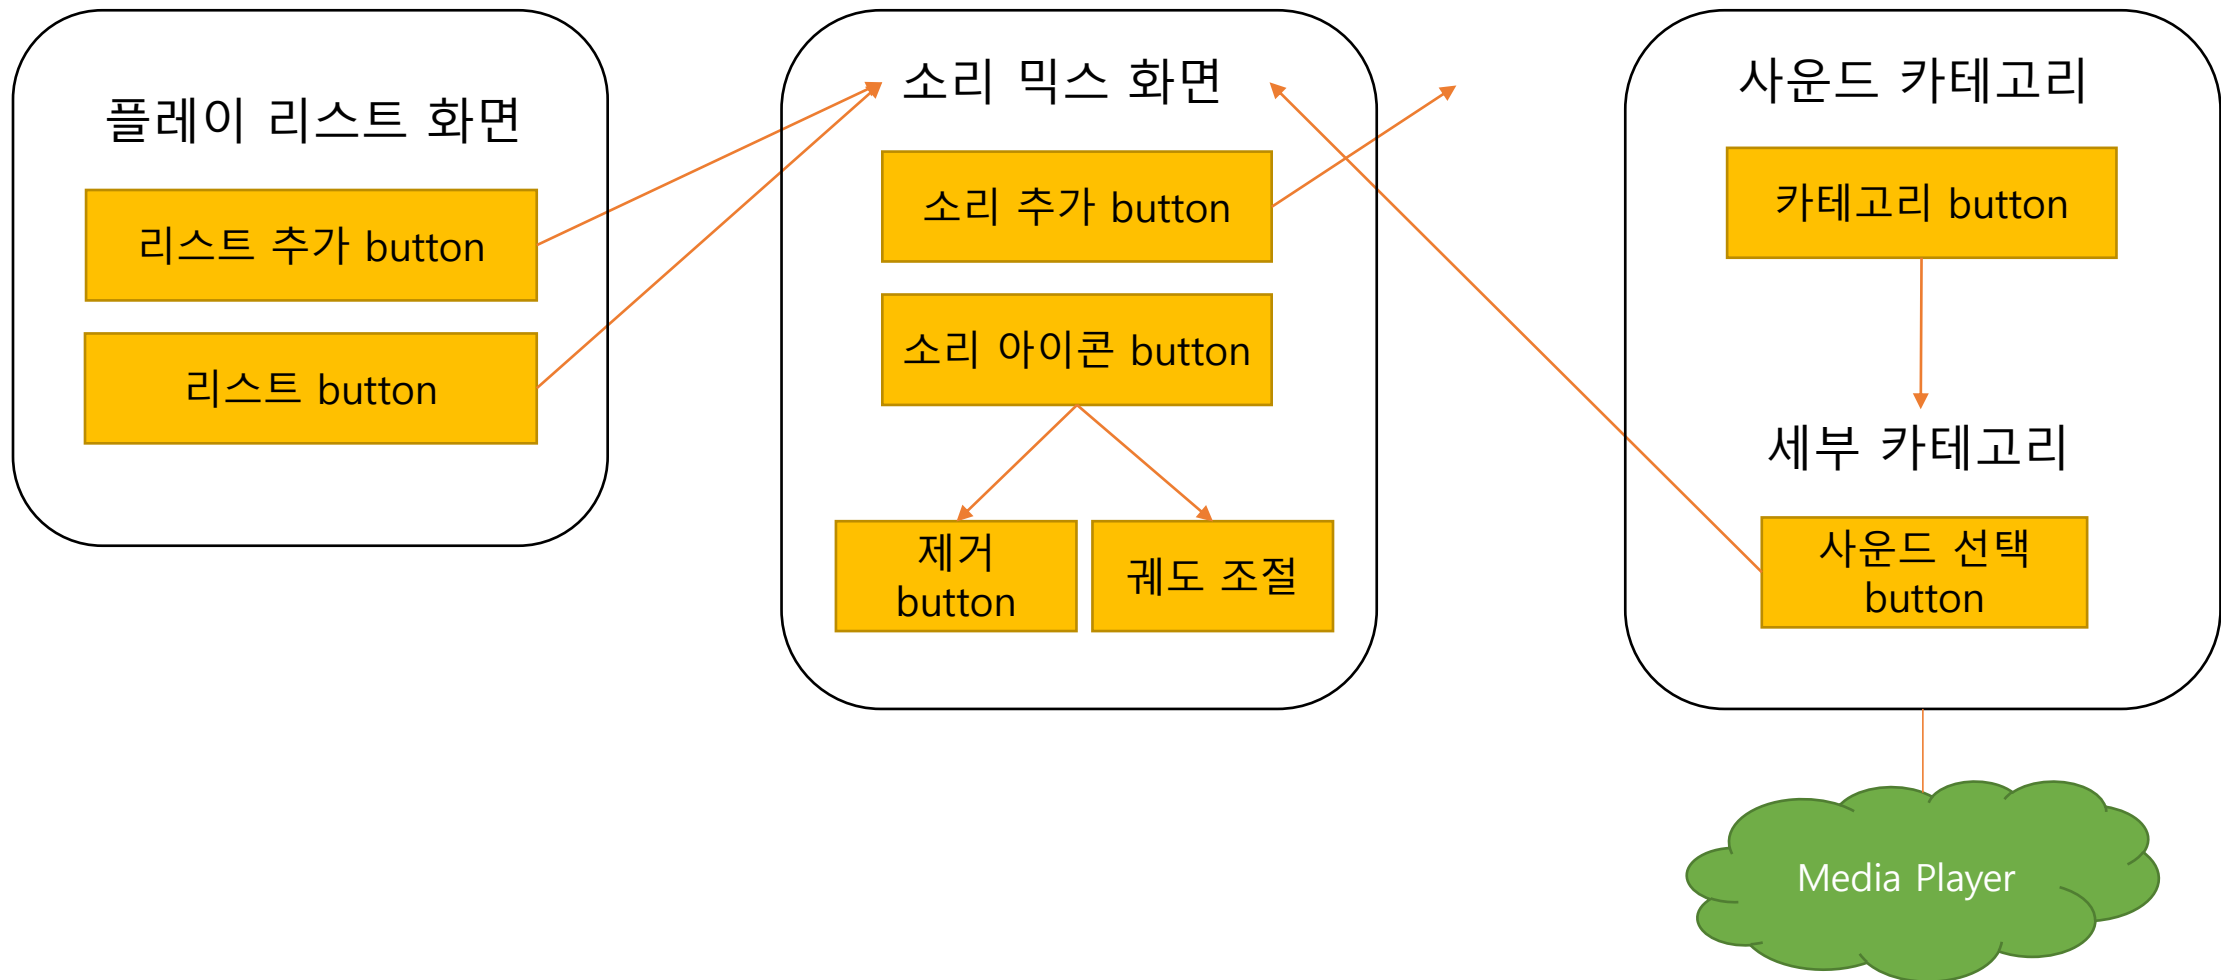 플레이 리스트 화면
리스트 추가 button
리스트 button
소리 믹스 화면
소리 추가 button
소리 아이콘 button
제거
button
궤도 조절
사운드 카테고리
카테고리 button
세부 카테고리
사운드 선택
button
Media Player